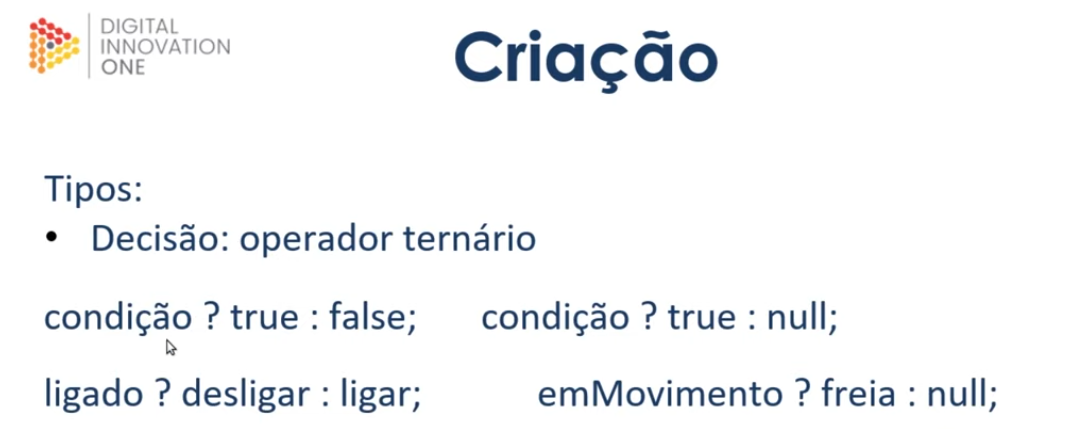 DIGITAL
INNOVATION
ONE
Criação
Tipos:
• Decisão: operador ternário
condição ? true : false; condição ? true : null;
ligado ? desligar : ligar; emMovimento ? freia : null;